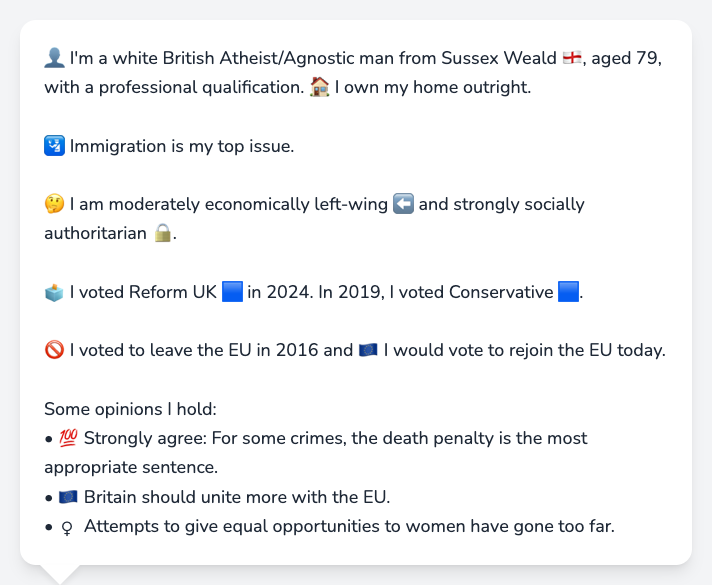 👤 I'm a white British Atheist/Agnostic man from Sussex Weald 🏴󠁧󠁢󠁥󠁮󠁧󠁿, aged 79,
with a professional qualification. 🏠 I own my home outright.
🛂 Immigration is my top issue.
🤔 I am moderately economically left-wing ⬅️ and strongly socially
authoritarian 🔒.
🗳️ I voted Reform UK 🟦 in 2024. In 2019, I voted Conservative 🟦.
🚫 I voted to leave the EU in 2016 and 🇪🇺 I would vote to rejoin the EU today.
Some opinions I hold:
• 💯 Strongly agree: For some crimes, the death penalty is the most
appropriate sentence.
• 🇪🇺 Britain should unite more with the EU.
• ♀ Attempts to give equal opportunities to women have gone too far.